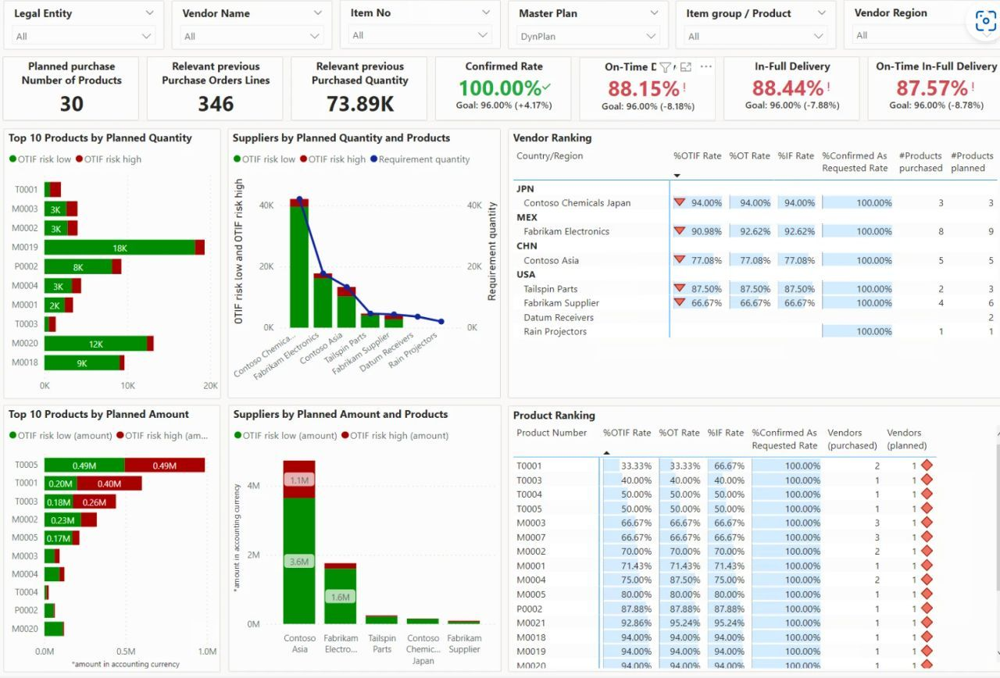 Legal Entity
All
Vendor Name
All
Item No
All
Master Plan
DynPlan
Item group / Product
All
Vendor Region
All
Planned purchase
Number of Products
30
Relevant previous
Purchase Orders Lines
346
Relevant previous
Purchased Quantity
73.89K
Confirmed Rate
100.00%
Goal: 96.00% (+4.17%)
On-Time
88.15%!
Goal: 96.00% (-8.18%)
In-Full Delivery
88.44%!
Goal: 96.00% (-7.88%)
On-Time In-Full Delivery
87.57%!
Goal: 96.00% (-8.78%)
Top 10 Products by Planned Quantity
OTIF risk low OTIF risk high
T0001
M0003 3K
M0002 3K
M0019 18K
P0002 8K
M0004 3K
M0001 2K
T0003
M0020 12K
M0018 9K
0K 10K 20K
Suppliers by Planned Quantity and Products
OTIF risk low OTIF risk high Requirement quantity
OTIF risk low and OTIF risk high
40K 40K
20K 20K
0K 0K
Requirement quantity
Contoso Chemica...
Fabrikam Electronics
Contoso Asia
Tailspin Parts
Fabrikam Supplier
Datum Receivers
Rain Projectors
Vendor Ranking
Country/Region %OTIF Rate %OT Rate %IF Rate %Confirmed As #Products #Products
Requested Rate purchased planned
JPN
Contoso Chemicals Japan 94.00% 94.00% 94.00% 100.00% 3 3
MEX
Fabrikam Electronics 90.98% 92.62% 92.62% 100.00% 8 9
CHN
Contoso Asia 77.08% 77.08% 77.08% 100.00% 5 5
USA
Tailspin Parts 87.50% 87.50% 87.50% 100.00% 2 3
Fabrikam Supplier 66.67% 66.67% 66.67% 100.00% 4 6
Datum Receivers 2
Rain Projectors 100.00% 1 1
Top 10 Products by Planned Amount
OTIF risk low (amount) OTIF risk high (am...
T0005 0.49M 0.49M
T0001 0.20M 0.40M
T0003 0.18M 0.26M
M0002 0.23M
M0005 0.17M
M0003
M0004
T0004
P0002
M0020
0.0M 0.5M 1.0M
*amount in accounting currency
Suppliers by Planned Amount and Products
OTIF risk low (amount) OTIF risk high (amount)
*amount in accounting currency
4M
2M
0M
1.1M
3.6M
1.6M
Contoso Asia
Fabrikam Electro...
Tailspin Parts
Contoso Chemic... Japan
Fabrikam Supplier
Product Ranking
Product Number %OTIF Rate %OT Rate %IF Rate %Confirmed As Vendors Vendors
Requested Rate (purchased) (planned)
T0001 33.33% 33.33% 66.67% 100.00% 2 1
T0003 40.00% 40.00% 40.00% 100.00% 1 1
T0004 50.00% 50.00% 50.00% 100.00% 1 1
T0005 50.00% 50.00% 50.00% 100.00% 1 1
M0003 66.67% 66.67% 66.67% 100.00% 3 1
M0007 66.67% 66.67% 66.67% 100.00% 3 1
M0002 70.00% 70.00% 70.00% 100.00% 2 1
M0001 71.43% 71.43% 71.43% 100.00% 1 1
M0004 75.00% 87.50% 75.00% 100.00% 2 1
M0005 80.00% 80.00% 80.00% 100.00% 1 1
P0002 87.88% 87.88% 87.88% 100.00% 1 1
M0021 92.86% 95.24% 95.24% 100.00% 1 1
M0018 94.00% 94.00% 94.00% 100.00% 1 1
M0019 94.00% 94.00% 94.00% 100.00% 1 1
M0020 94.00% 94.00% 94.00% 100.00% 1 1